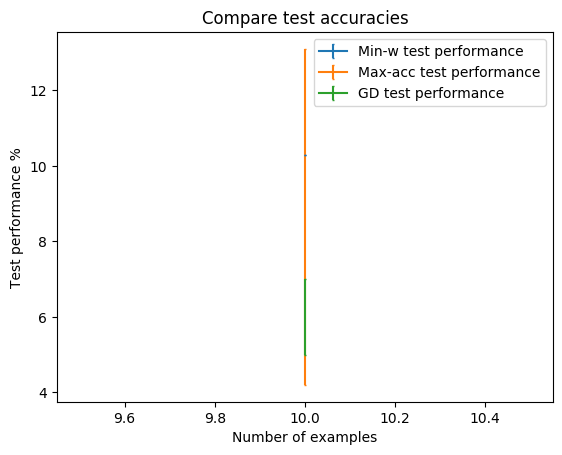 Compare test accuracies
Min-w test performance
Max-acc test performance
GD test performance
12
10
8
6
4
Test performance %
9.6 9.8 10.0 10.2 10.4
Number of examples